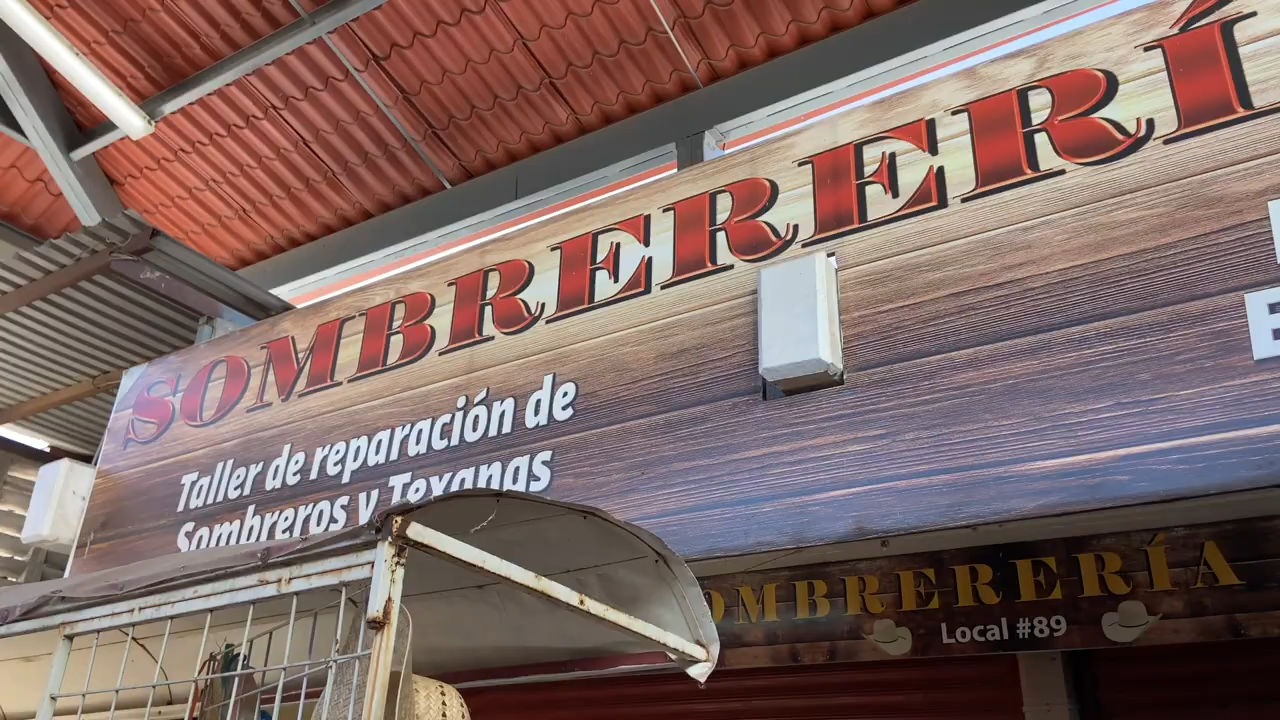 SOMBRERERÍ
Taller de reparación de
Sombreros y Texanas
OMBRERERÍA
Local #89